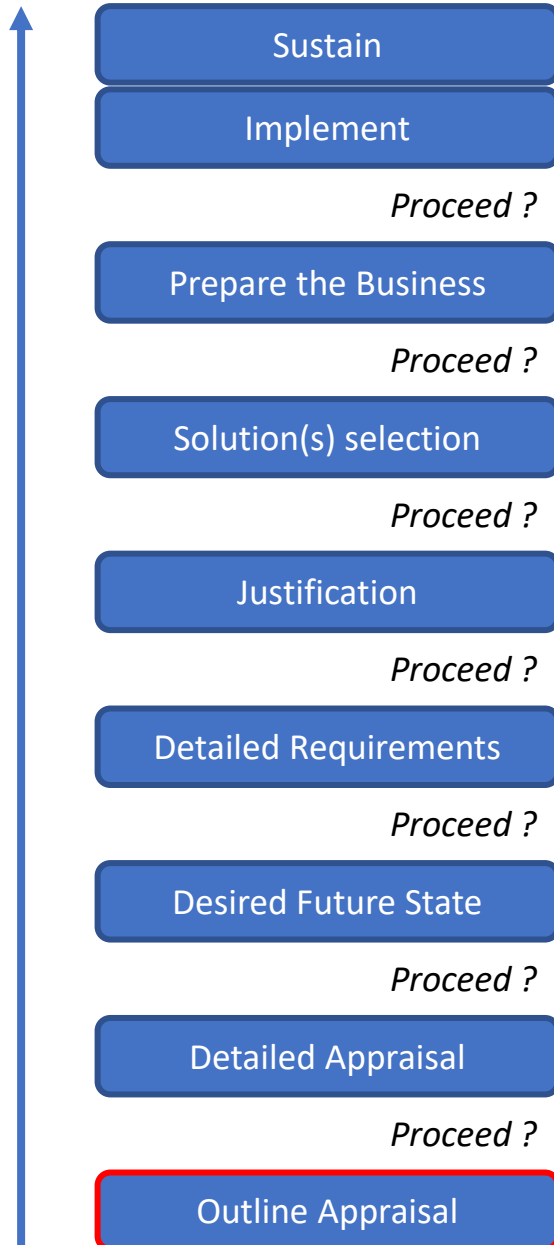 Sustain
Implement
Proceed ?
Prepare the Business
Proceed ?
Solution(s) selection
Proceed ?
Justification
Proceed ?
Detailed Requirements
Proceed ?
Desired Future State
Proceed ?
Detailed Appraisal
Proceed ?
Outline Appraisal